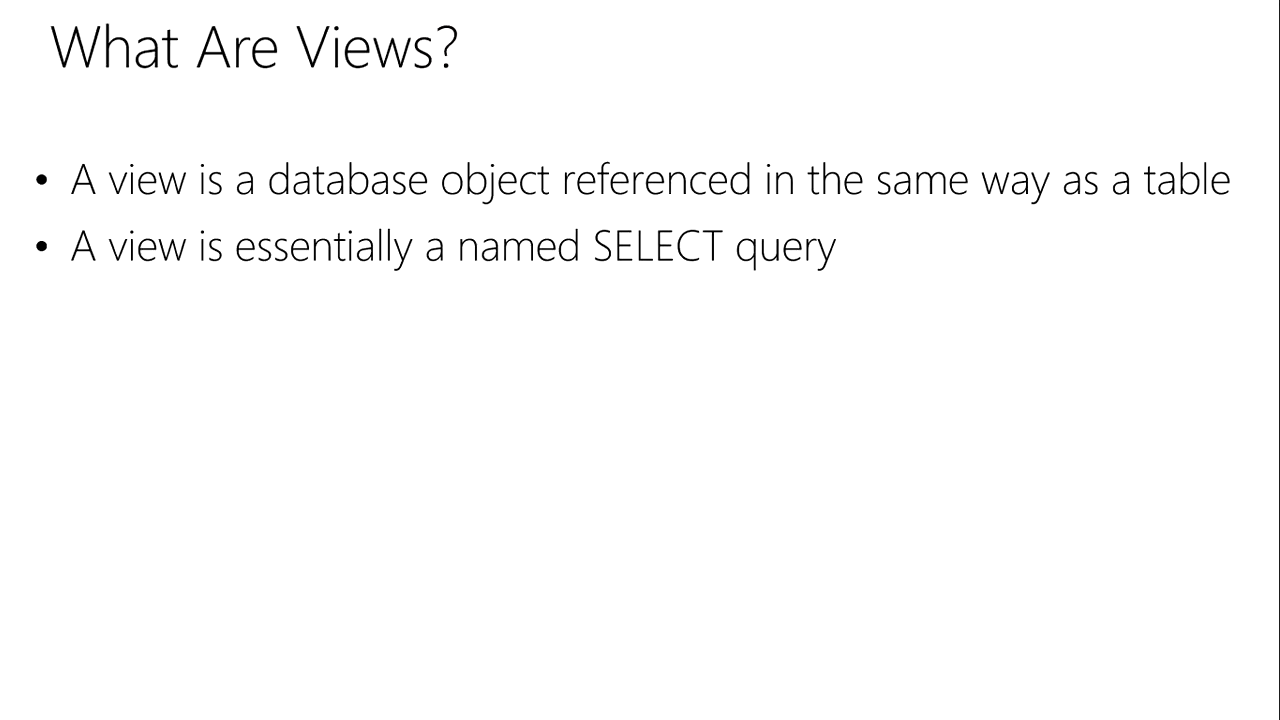 What Are Views?
• A view is a database object referenced in the same way as a table
• A view is essentially a named SELECT query